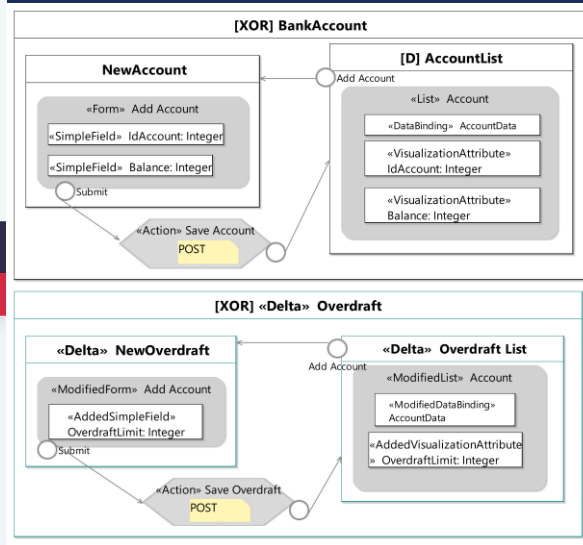 [XOR] BankAccount
NewAccount
«Form» Add Account
«SimpleField» IdAccount: Integer
«SimpleField» Balance: Integer
Submit
«Action» Save Account
POST
Add Account
[D] AccountList
«List» Account
«DataBinding» AccountData
«VisualizationAttribute»
IdAccount: Integer
«VisualizationAttribute»
Balance: Integer
[XOR] «Delta» Overdraft
«Delta» NewOverdraft
«ModifiedForm» Add Account
«AddedSimpleField»
OverdraftLimit: Integer
Submit
«Action» Save Overdraft
POST
Add Account
«Delta» Overdraft List
«ModifiedList» Account
«ModifiedDataBinding»
AccountData
«AddedVisualizationAttribute
» OverdraftLimit: Integer